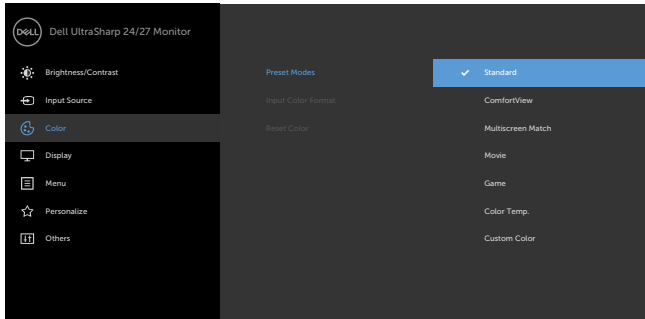 DELL Dell UltraSharp 24/27 Monitor
Brightness/Contrast
Input Source
Color
Display
Menu
Personalize
Others
Preset Modes
Input Color Format
Reset Color
Standard
ComfortView
Multiscreen Match
Movie
Game
Color Temp.
Custom Color